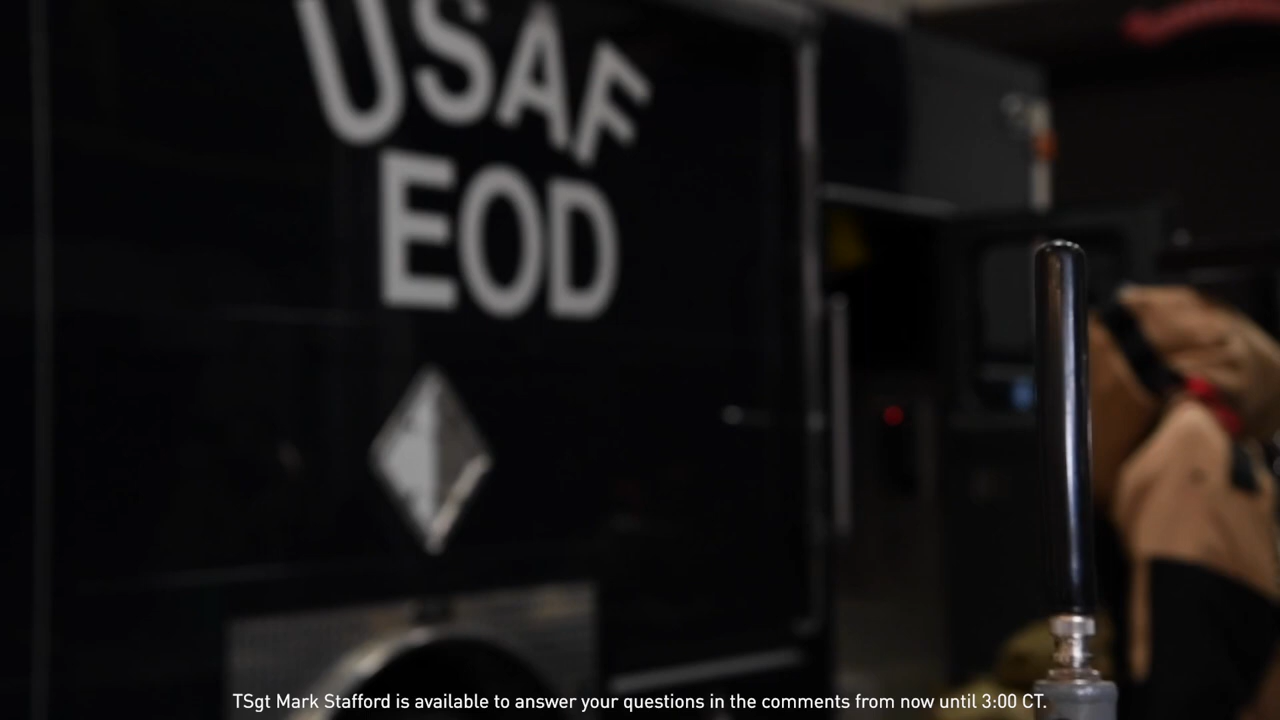 USAF
EOD
TSgt Mark Stafford is available to answer your questions in the comments from now until 3:00 CT.